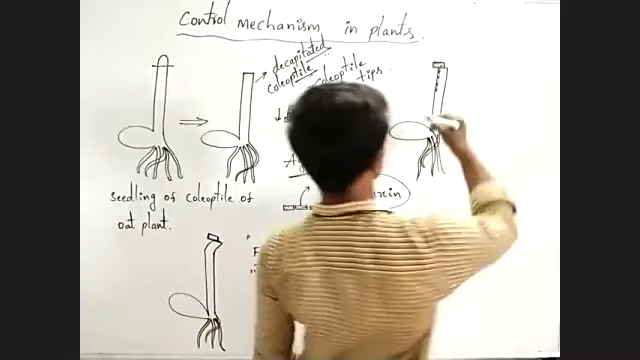 Control mechanism in plants.
decapitated
coleoptile
coleoptile
tips.
seedling of coleoptile of
oat plant.